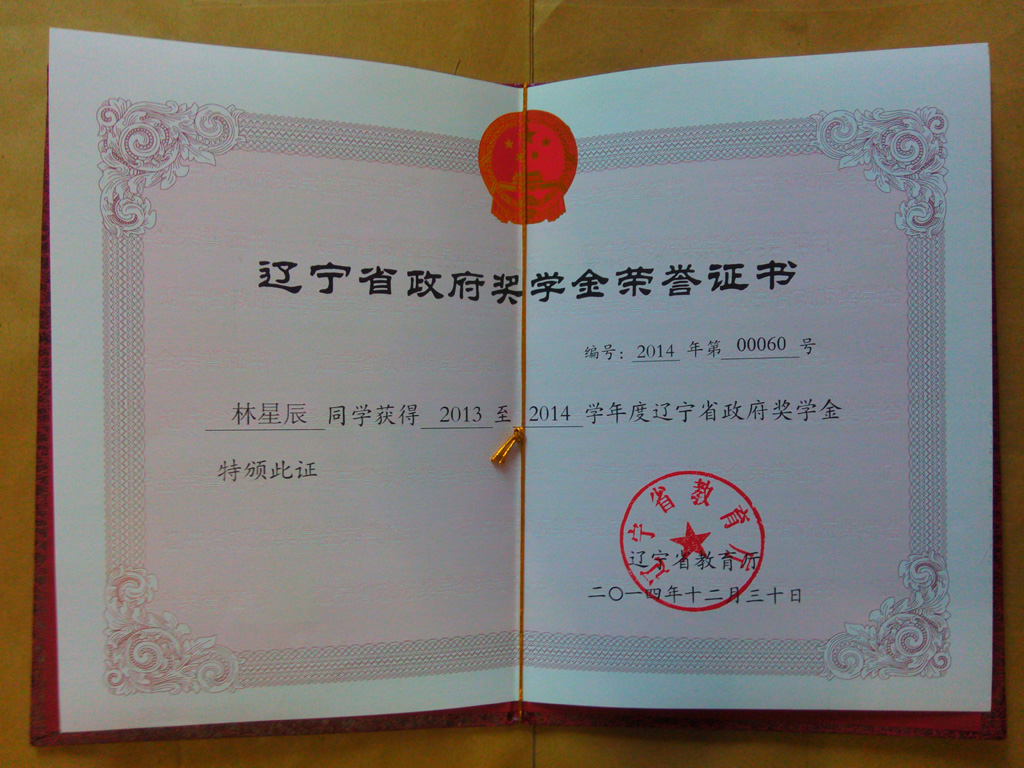 辽宁省政府奖学金荣誉证书
编号：2014 年第 00060 号
林星辰 同学获得 2013 至 2014 学年度辽宁省政府奖学金
特颁此证
辽宁省教育厅
辽宁省教育厅
二〇一四年十二月三十日